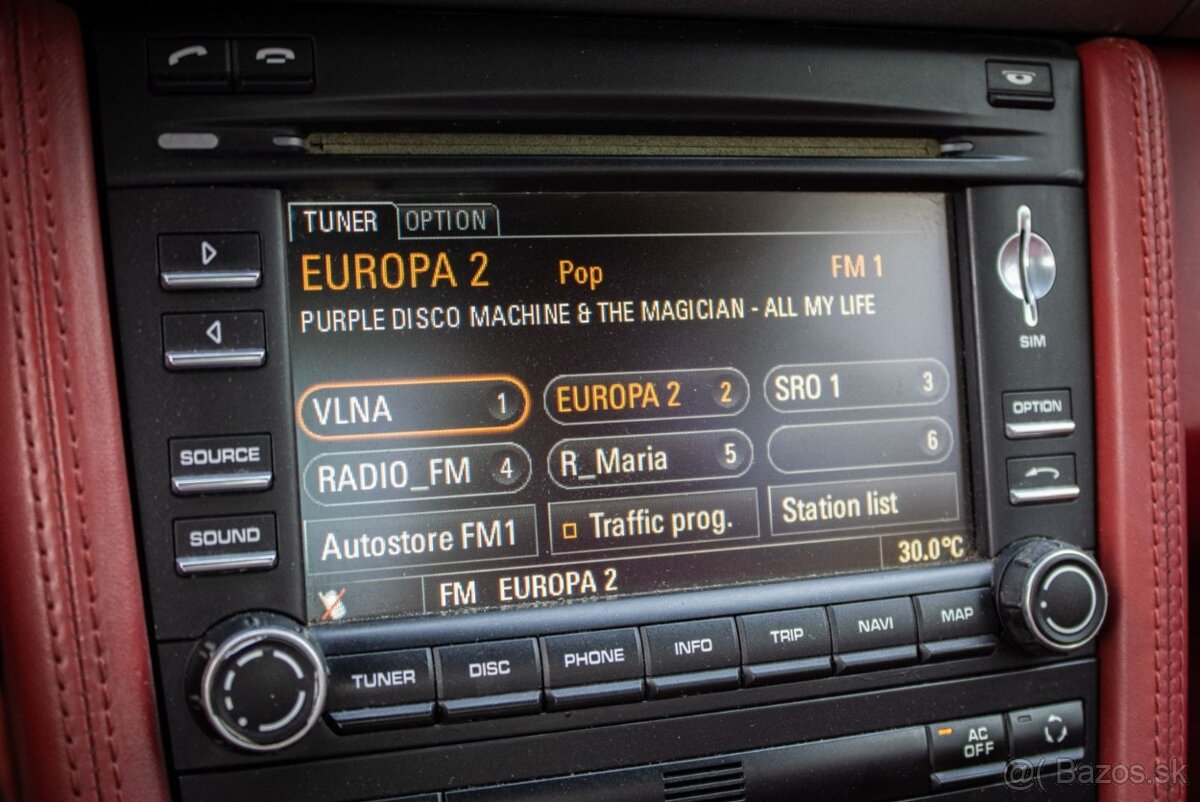 TUNER OPTION
EUROPA 2 Pop FM 1
PURPLE DISCO MACHINE & THE MAGICIAN - ALL MY LIFE
VLNA 1 EUROPA 2 2 SRO 1 3
RADIO_FM 4 R_Maria 5 6
Autostore FM1 Traffic prog. Station list
FM EUROPA 2 30.0°C
SOURCE
SOUND
SIM
OPTION
TUNER DISC PHONE INFO TRIP NAVI MAP
AC OFF
@( Bazos.sk